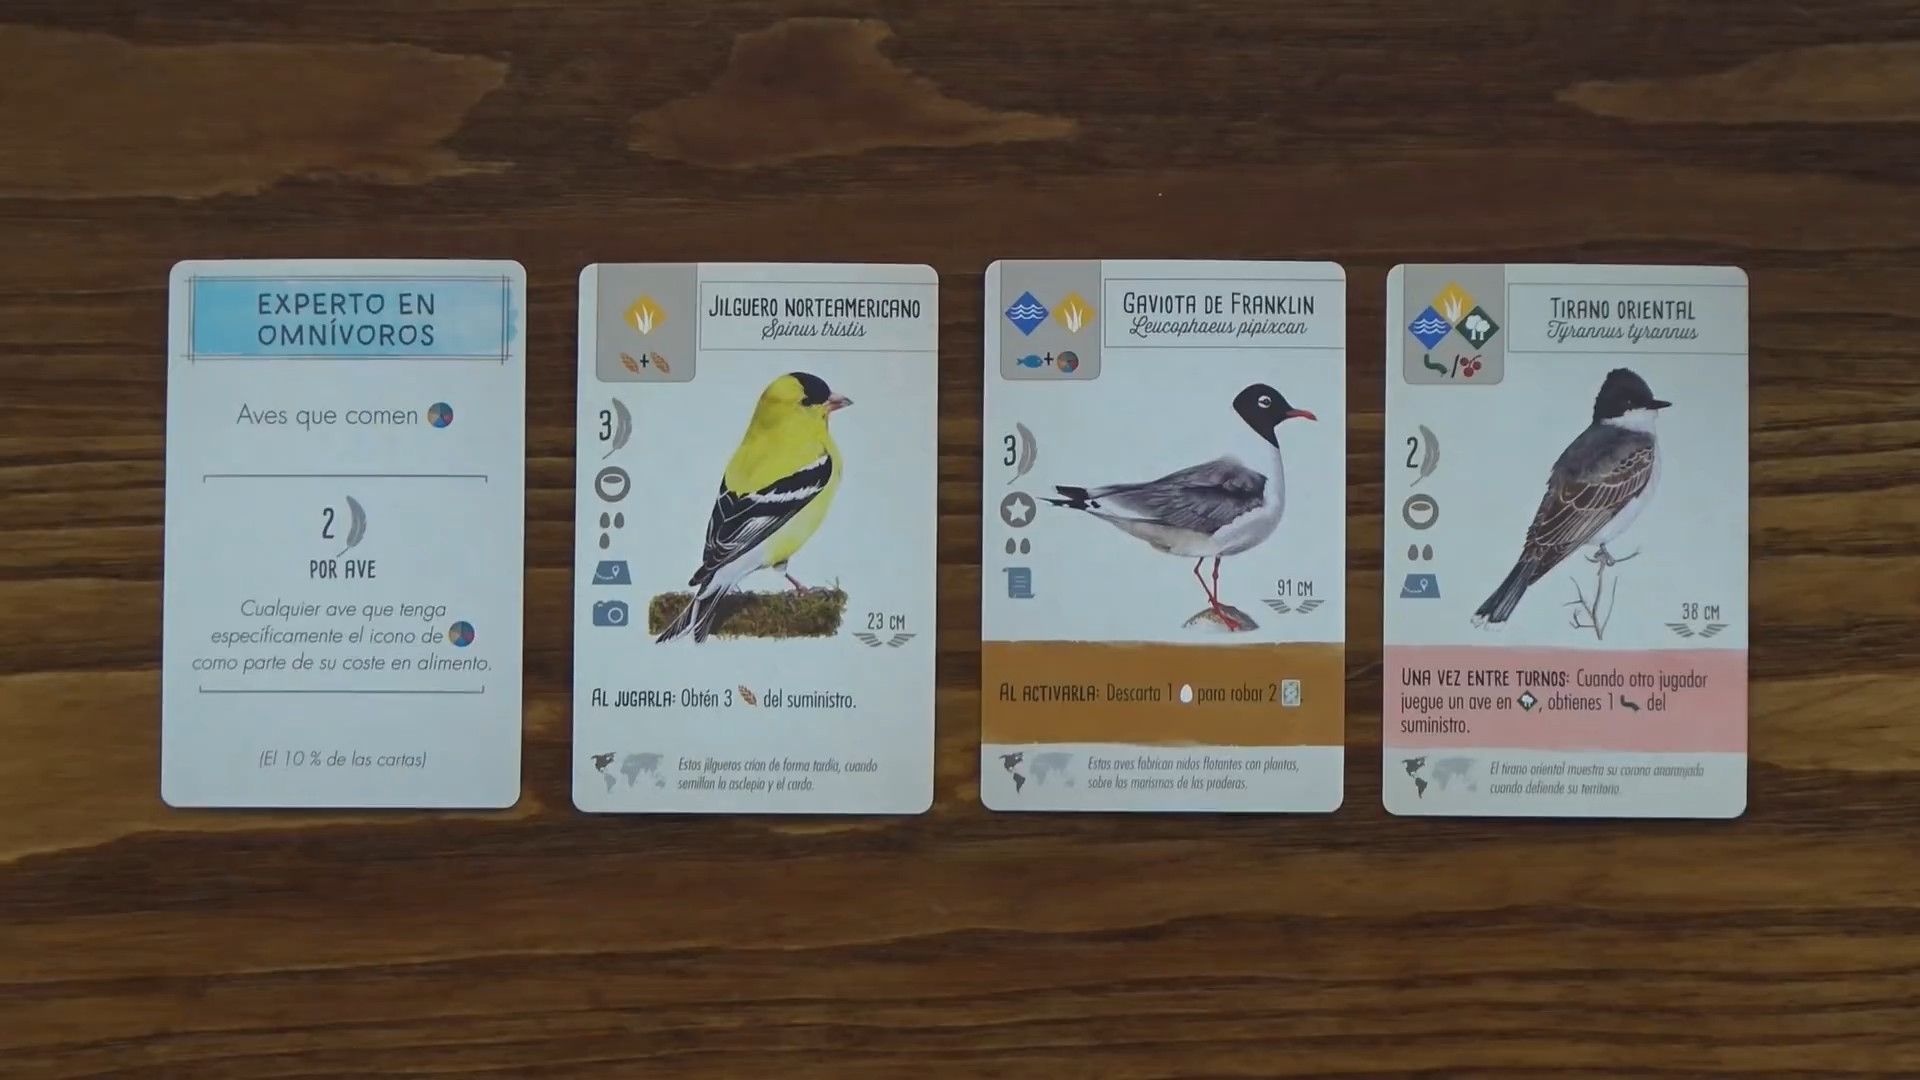 EXPERTO EN
OMNÍVOROS
Aves que comen
2
POR AVE
Cualquier ave que tenga
específicamente el icono de
como parte de su coste en alimento.
(El 10 % de las cartas)
JILGUERO NORTEAMERICANO
Spinus tristis
+
3
23 CM
AL JUGARLA: Obtén 3 del suministro.
Estos jilgueros crían de forma tardía, cuando
semillan la asclepia y el cardo.
GAVIOTA DE FRANKLIN
Leucophaeus pipixcan
+
3
91 CM
AL ACTIVARLA: Descarta 1 para robar 2 .
Estas aves fabrican nidos flotantes con plantas,
sobre las marismas de las praderas.
TIRANO ORIENTAL
Tyrannus tyrannus
/
2
38 CM
UNA VEZ ENTRE TURNOS: Cuando otro jugador
juegue un ave en , obtienes 1 del
suministro.
El tirano oriental muestra su corona anaranjada
cuando defiende su territorio.